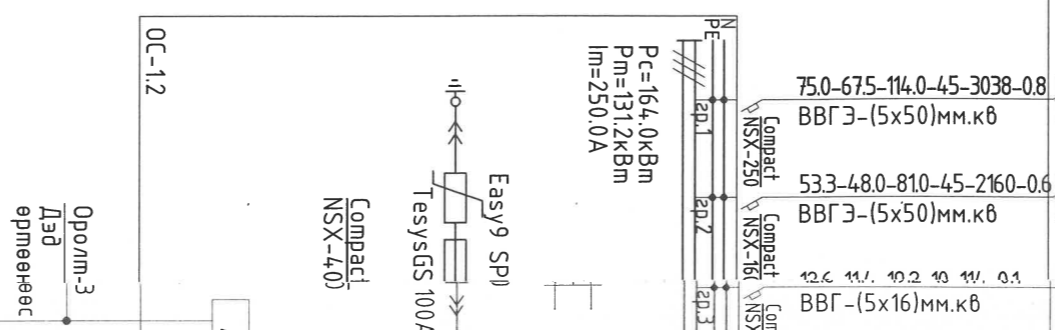 ОС-1.2
Рс=164.0кВт
Рт=131.2кВт
Iт=250.0А
N
PE
гр.1
гр.2
гр.3
Compact
NSX-250
75.0-67.5-114.0-45-3038-0.8
ВВГЭ-(5х50)мм.кв
53.3-48.0-81.0-45-2160-0.6
ВВГЭ-(5х50)мм.кв
Compact
ВВГ-(5х16)мм.кв
Easy9 SPD
TesysGS 100A
Compact
NSX-400
Оролт-3
Дэд
өртөөнөөс